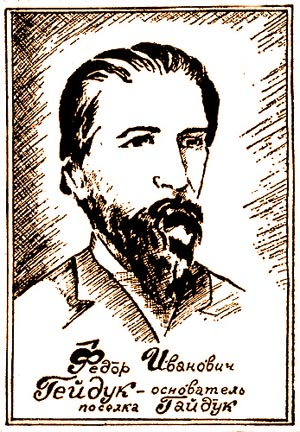 Федор Иванович
Гейдук – основатель
поселка Гайдук